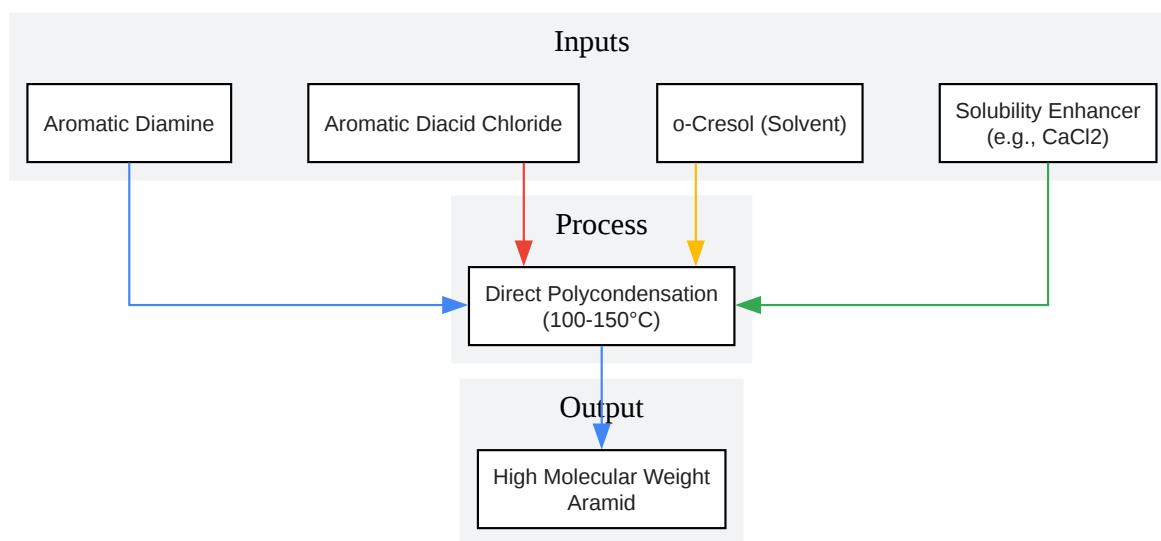 Inputs
Aromatic Diamine
Aromatic Diacid Chloride
o-Cresol (Solvent)
Solubility Enhancer
(e.g., CaCl2)
Process
Direct Polycondensation
(100-150°C)
Output
High Molecular Weight
Aramid